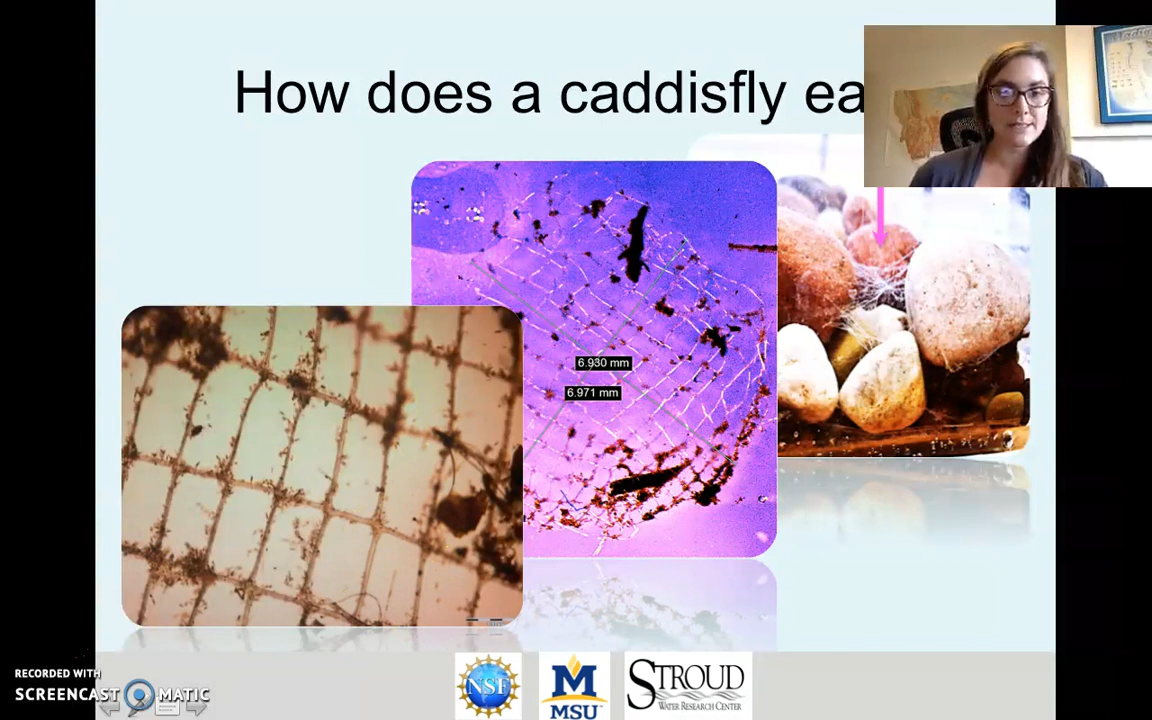 How does a caddisfly ea
6.930 mm
6.971 mm
RECORDED WITH
SCREENCAST MATIC
NSF
M
MSU
STROUD
WATER RESEARCH CENTER